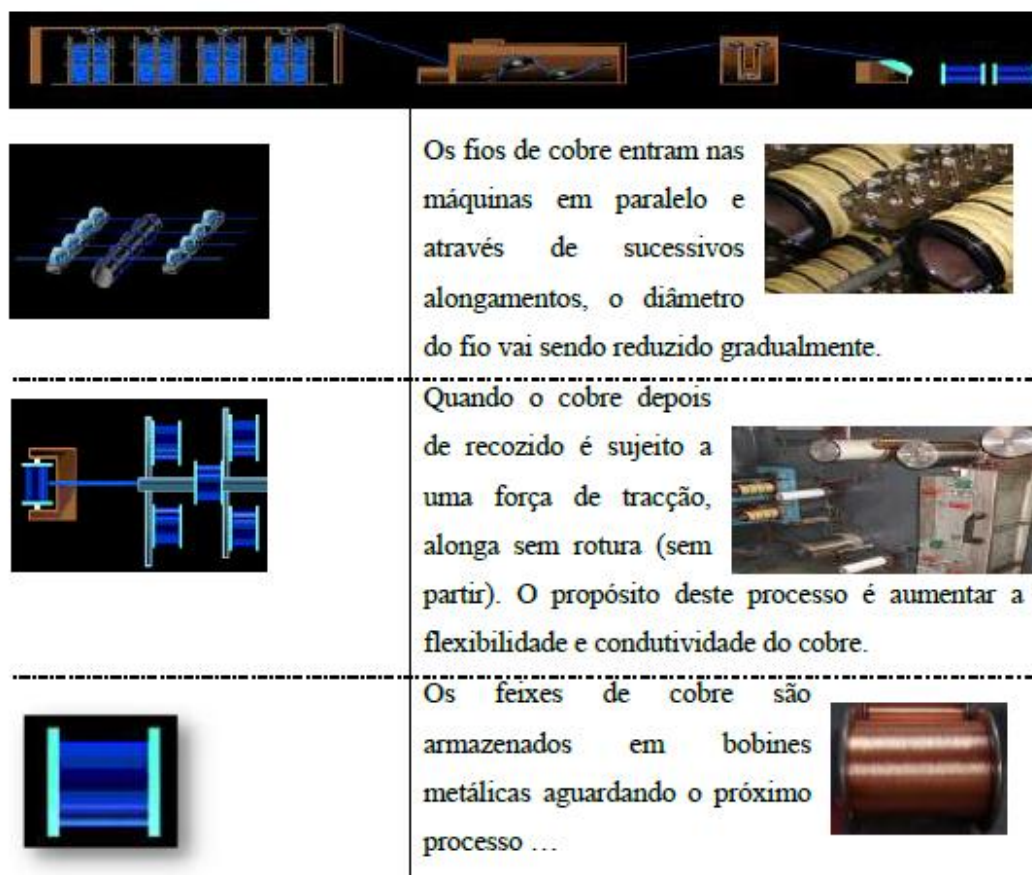 Os fios de cobre entram nas
máquinas em paralelo e
através de sucessivos
alongamentos, o diâmetro
do fio vai sendo reduzido gradualmente.
Quando o cobre depois
de recozido é sujeito a
uma força de tracção,
alonga sem rotura (sem
partir). O propósito deste processo é aumentar a
flexibilidade e condutividade do cobre.
Os feixes de cobre são
armazenados em bobines
metálicas aguardando o próximo
processo …